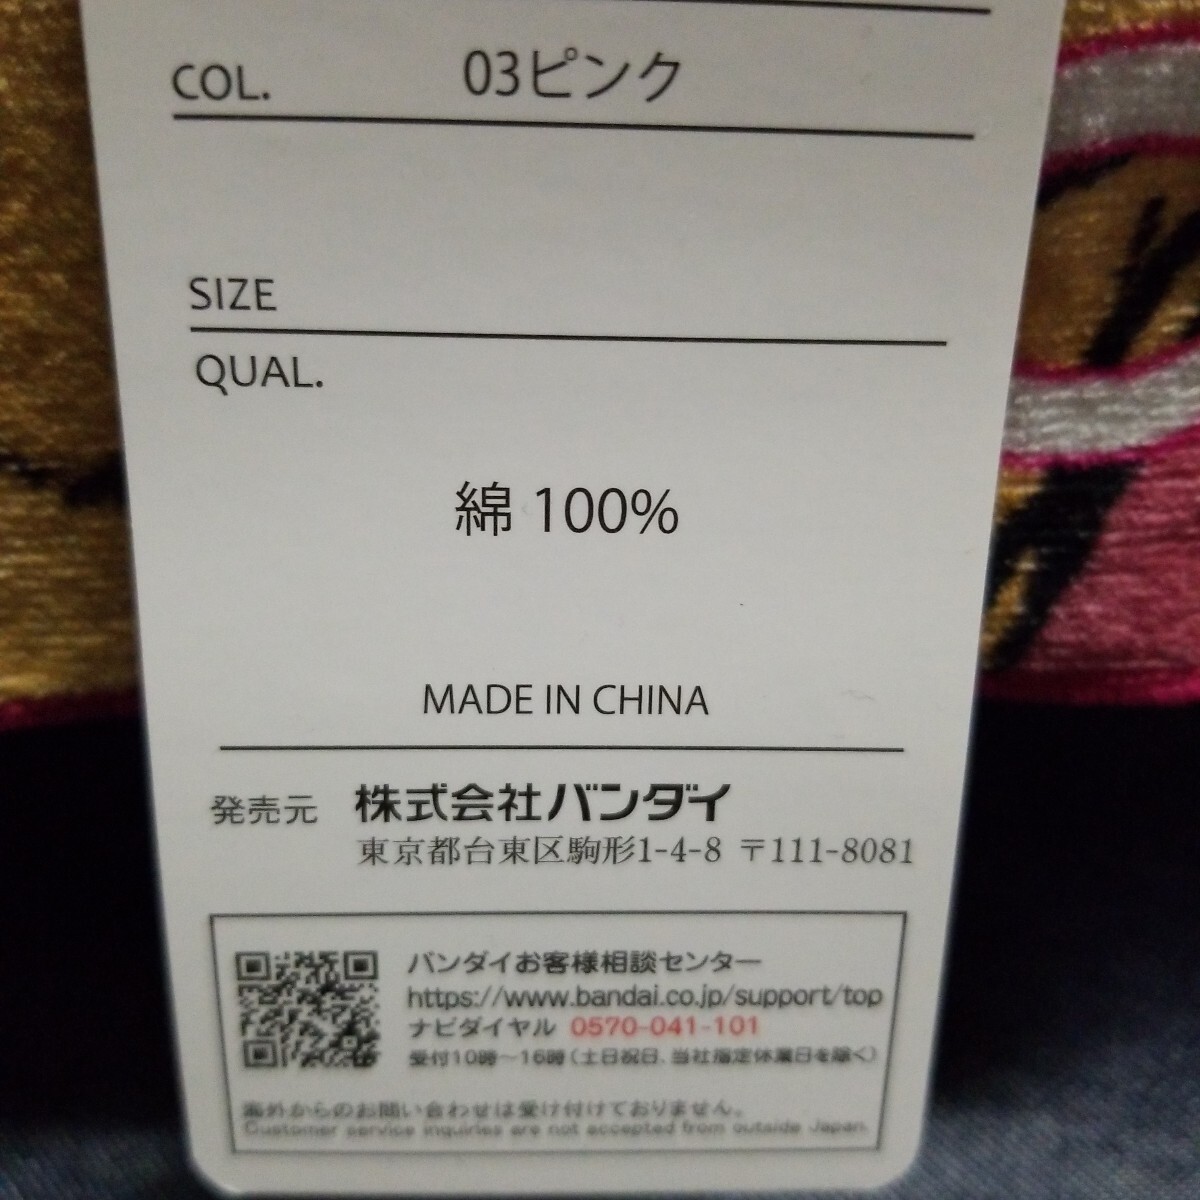 COL. 03ピンク
SIZE
QUAL.
綿 100%
MADE IN CHINA
発売元 株式会社バンダイ
東京都台東区駒形1-4-8 〒111-8081
バンダイお客様相談センター
https://www.bandai.co.jp/support/top
ナビダイヤル 0570-041-101
受付10時～16時(土日祝日、当社指定休業日を除く)
海外からのお問い合わせは受け付けておりません。
Customer service inquiries are not accepted from outside Japan.